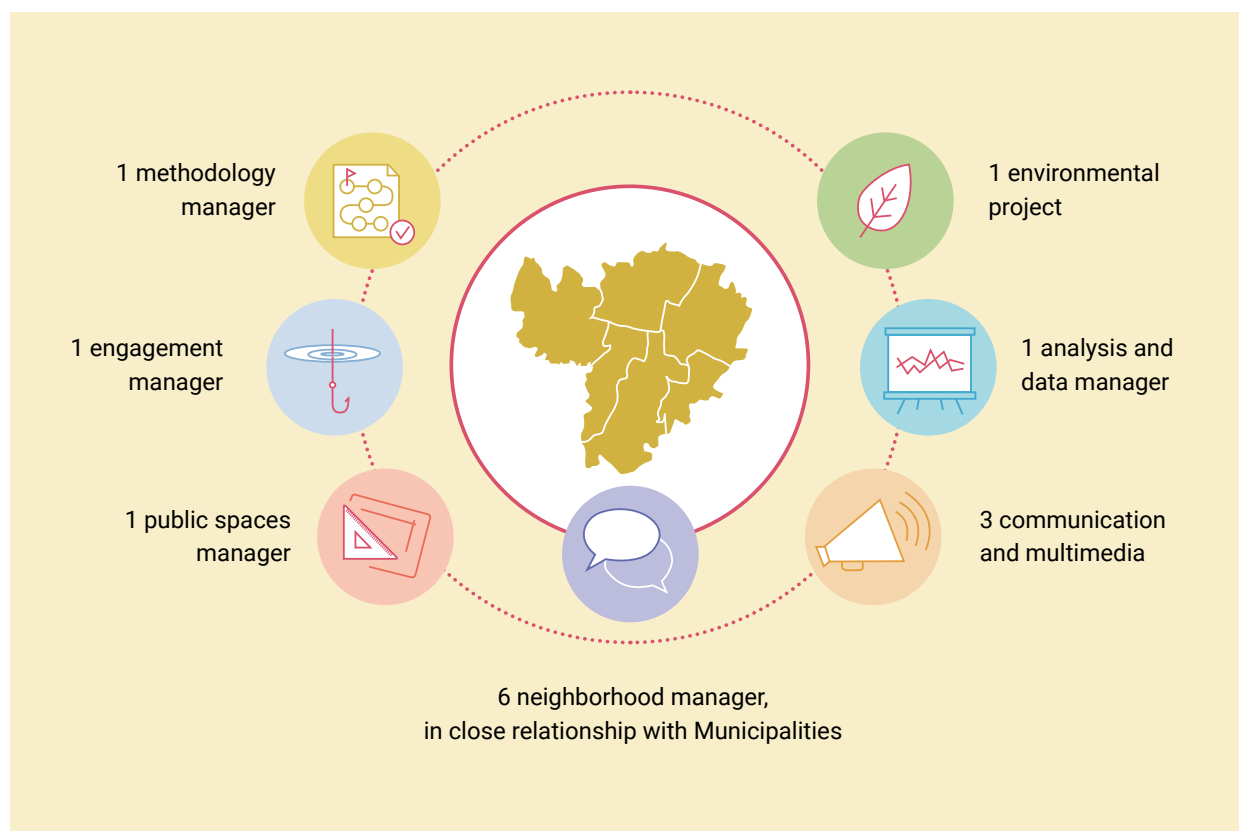 1 methodology
manager
1 environmental
project
1 engagement
manager
1 analysis and
data manager
1 public spaces
manager
3 communication
and multimedia
6 neighborhood manager,
in close relationship with Municipalities